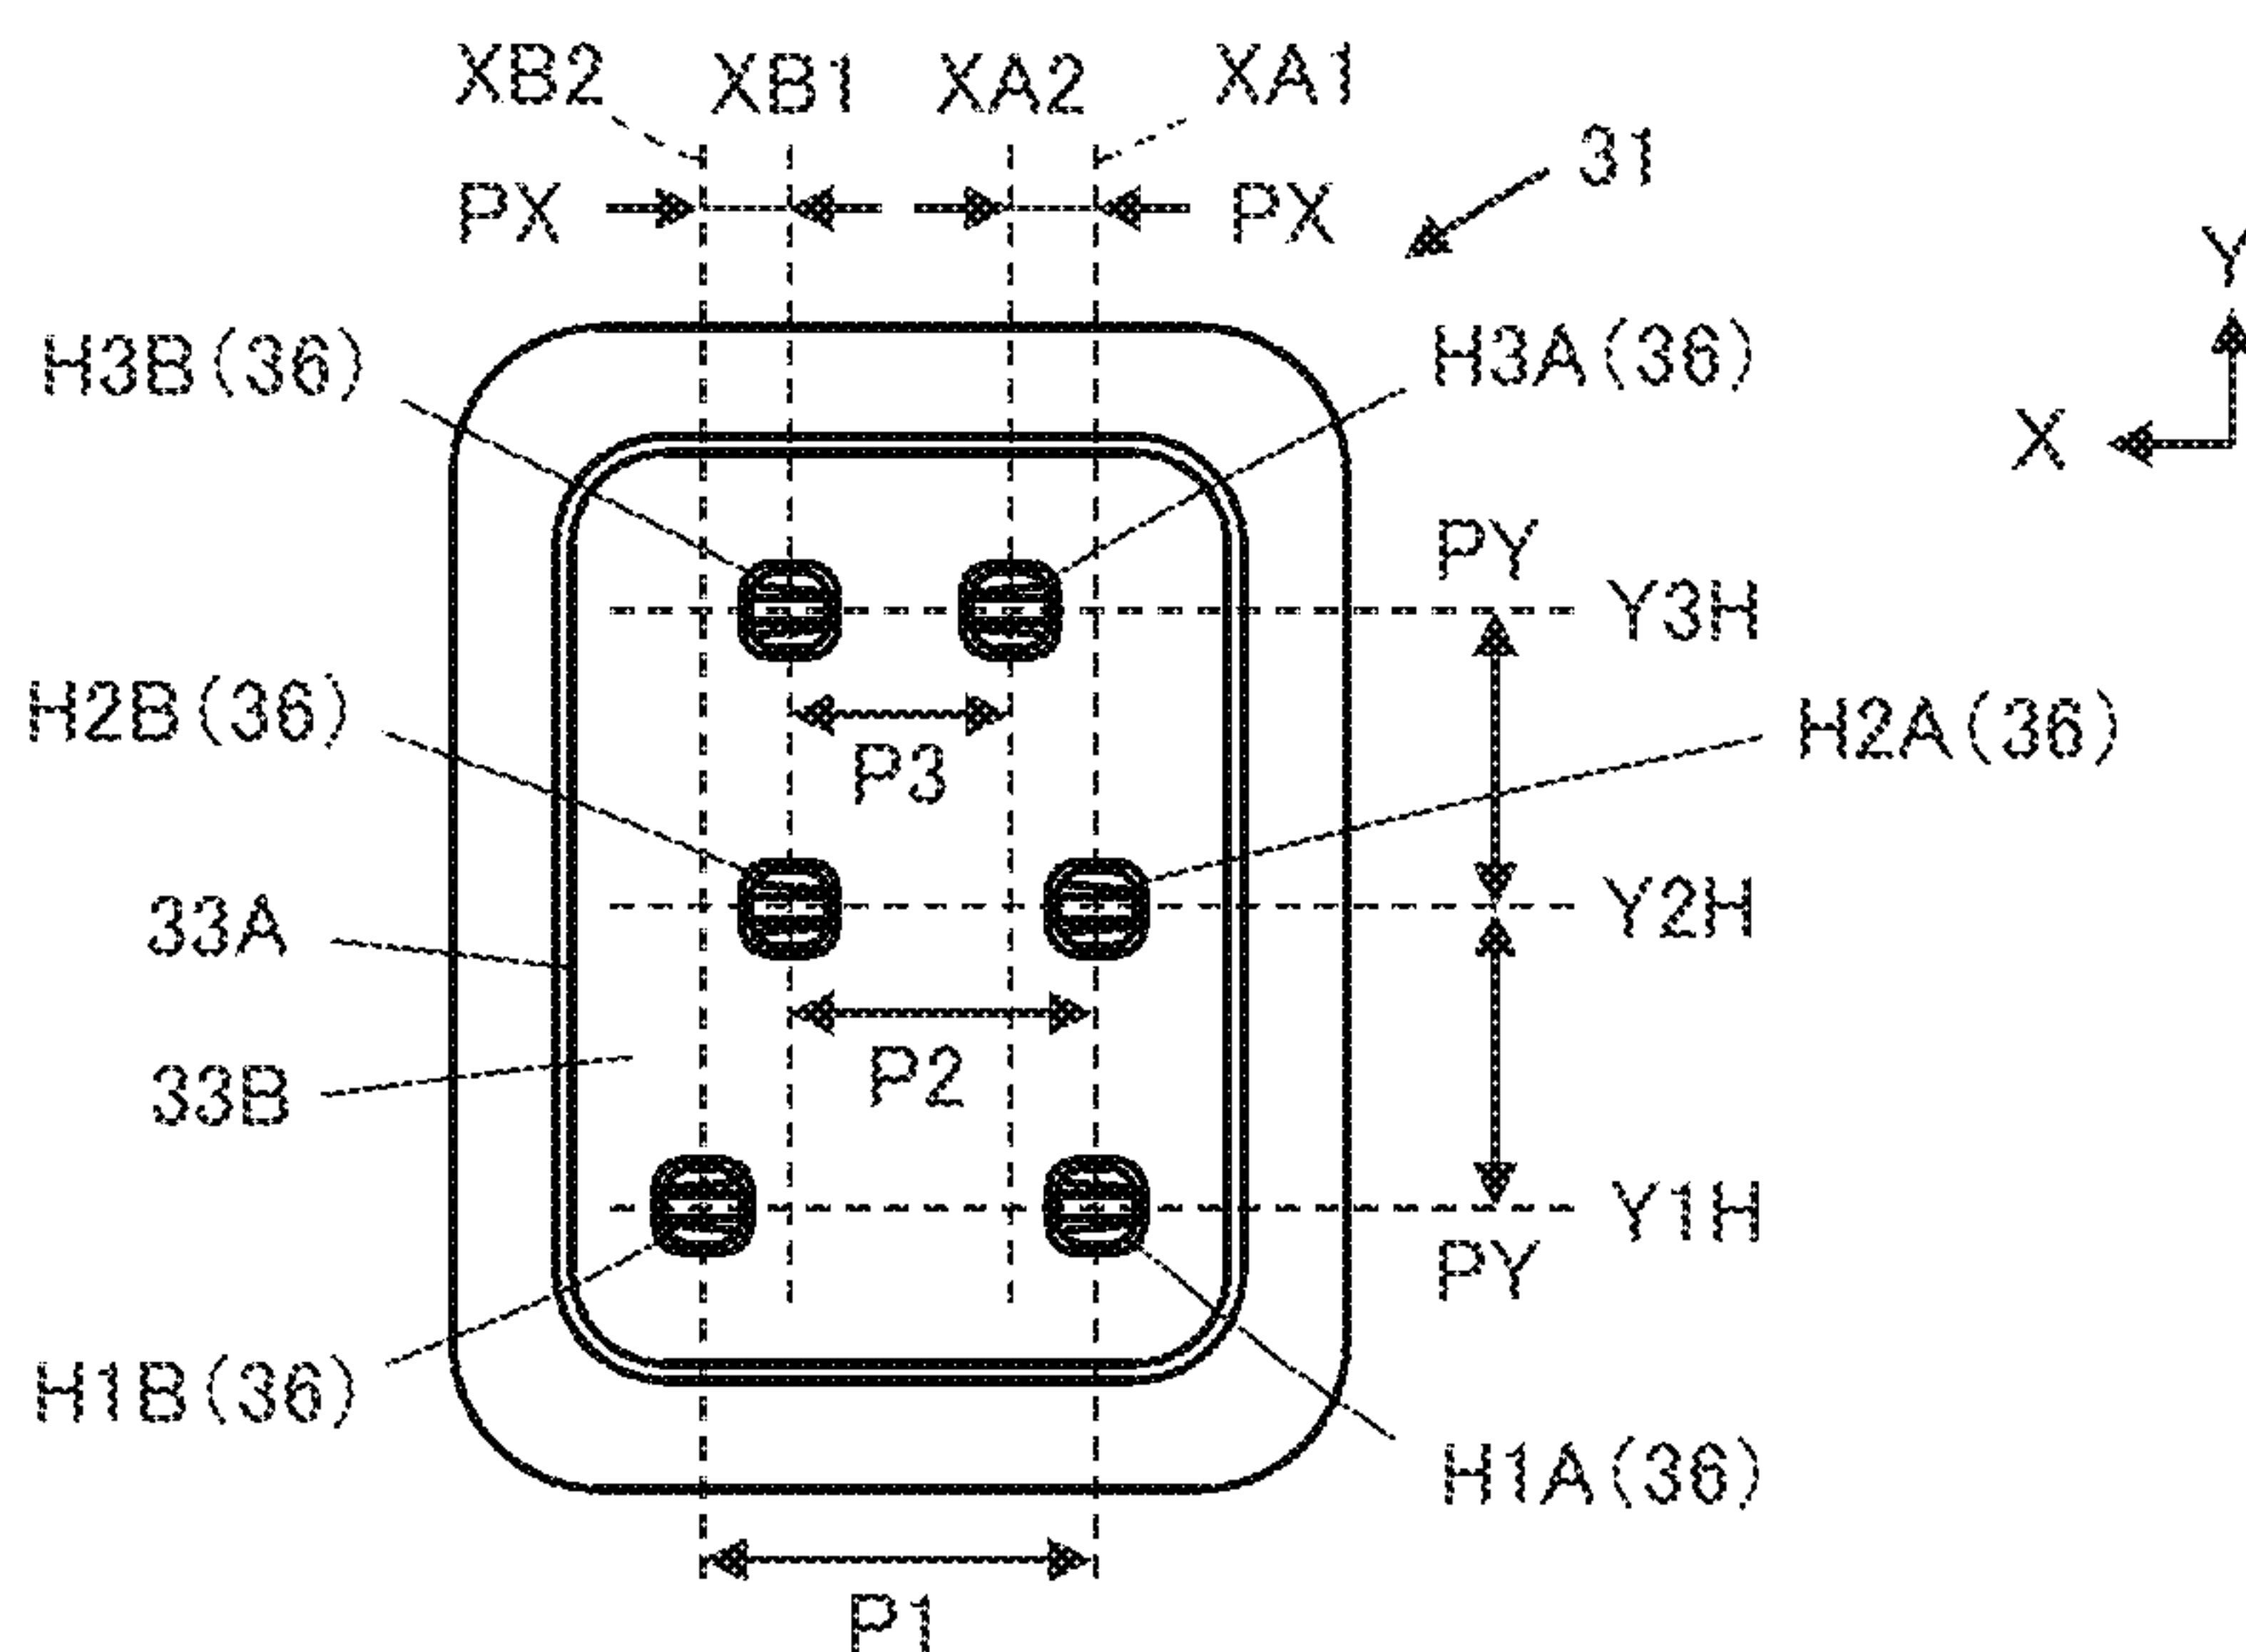 XB2 XB1 XA2 XA1
31
PX PX
Y
H3B(36) H3A(36)
X
PY
Y3H
H2B(36) H2A(36)
P3
33A Y2H
P2
33B
Y1H
PY
H1B(36)
H1A(36)
P1